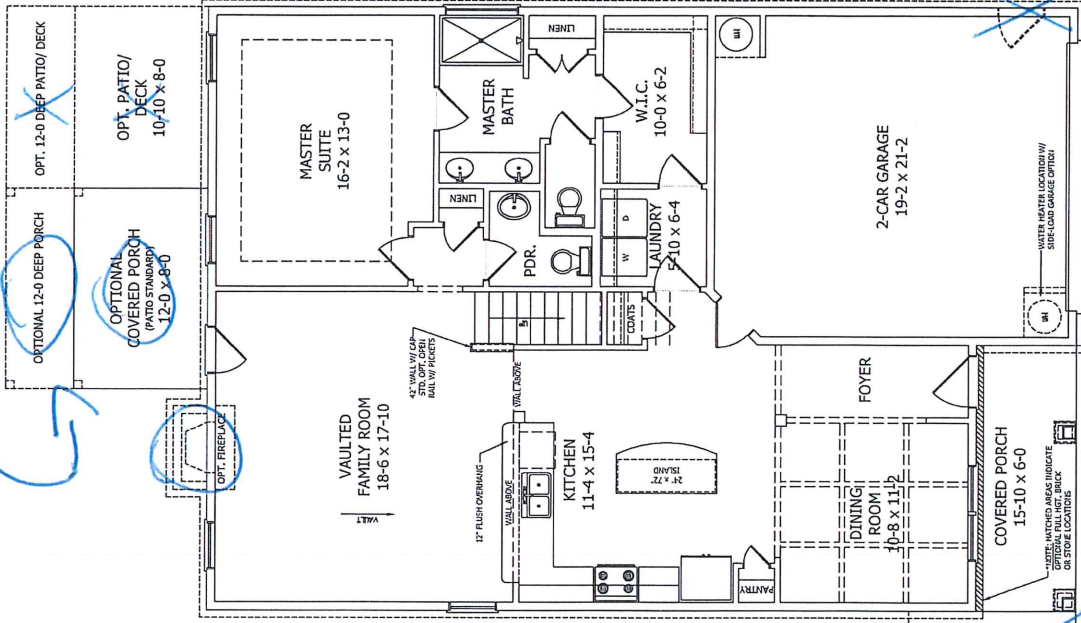 OPT. 12-0 DEEP PATIO/ DECK
OPT. PATIO/
DECK
10-10 x 8-0
OPTIONAL 12-0 DEEP PORCH
OPTIONAL
COVERED PORCH
(PATIO STANDARD)
12-0 x 8-0
OPT. FIREPLACE
MASTER
SUITE
16-2 x 13-0
LINEN
MASTER
BATH
W.I.C.
10-0 x 6-2
WH
LINEN
PDR.
W
D
LAUNDRY
5-10 x 6-4
2-CAR GARAGE
19-2 x 21-2
WATER HEATER LOCATION W/
SIDE-LOAD GARAGE OPTION
WH
VAULTED
FAMILY ROOM
18-6 x 17-10
VAULT
42" WALL W/ CAP
STD. OPT. OPEN
RAIL W/ PICKETS
UP
COATS
WALL ABOVE
12" FLUSH OVERHANG
WALL ABOVE
KITCHEN
11-4 x 15-4
24" x 72"
ISLAND
PANTRY
FOYER
DINING
ROOM
10-8 x 11-2
COVERED PORCH
15-10 x 6-0
**NOTE: HATCHED AREAS INDICATE
OPTIONAL FULL HGT. BRICK
OR STONE LOCATIONS